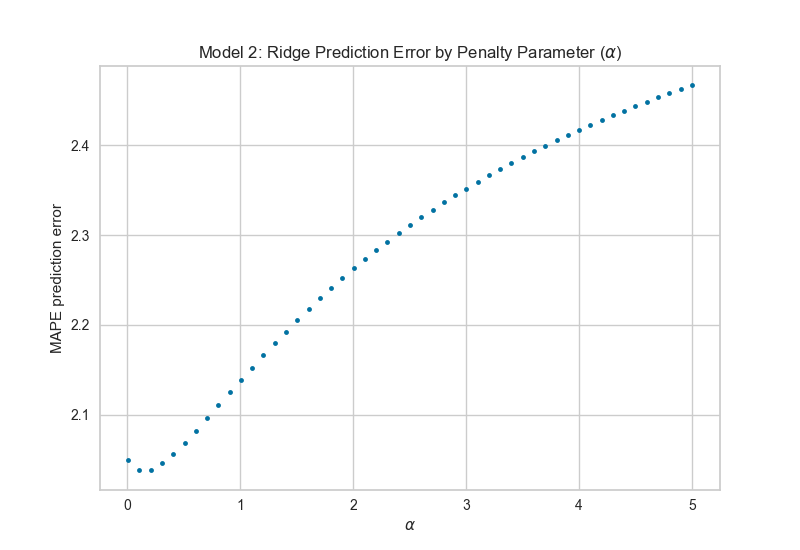 Model 2: Ridge Prediction Error by Penalty Parameter (α)
MAPE prediction error
2.4
2.3
2.2
2.1
0 1 2 3 4 5
α